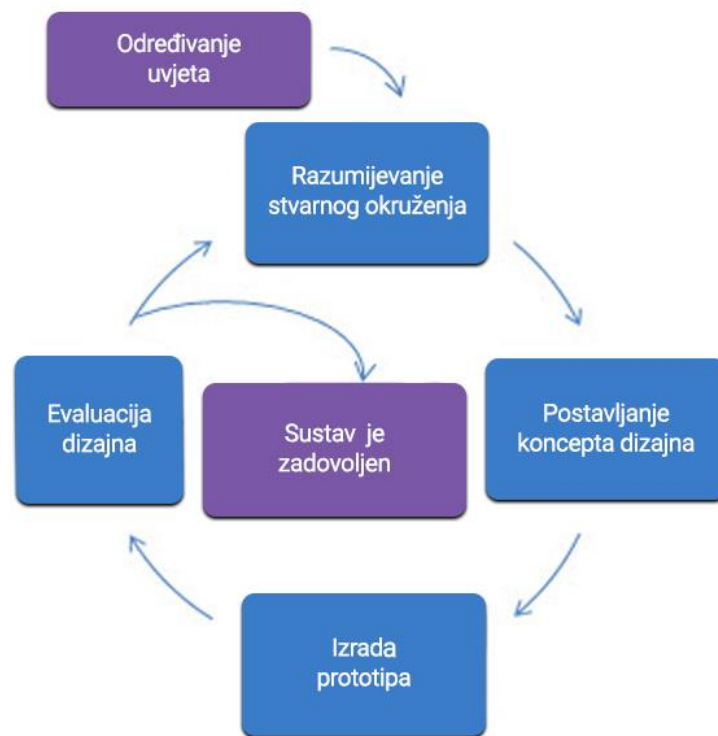 Određivanje
uvjeta
Razumijevanje
stvarnog okruženja
Postavljanje
koncepta dizajna
Izrada
prototipa
Evaluacija
dizajna
Sustav je
zadovoljen